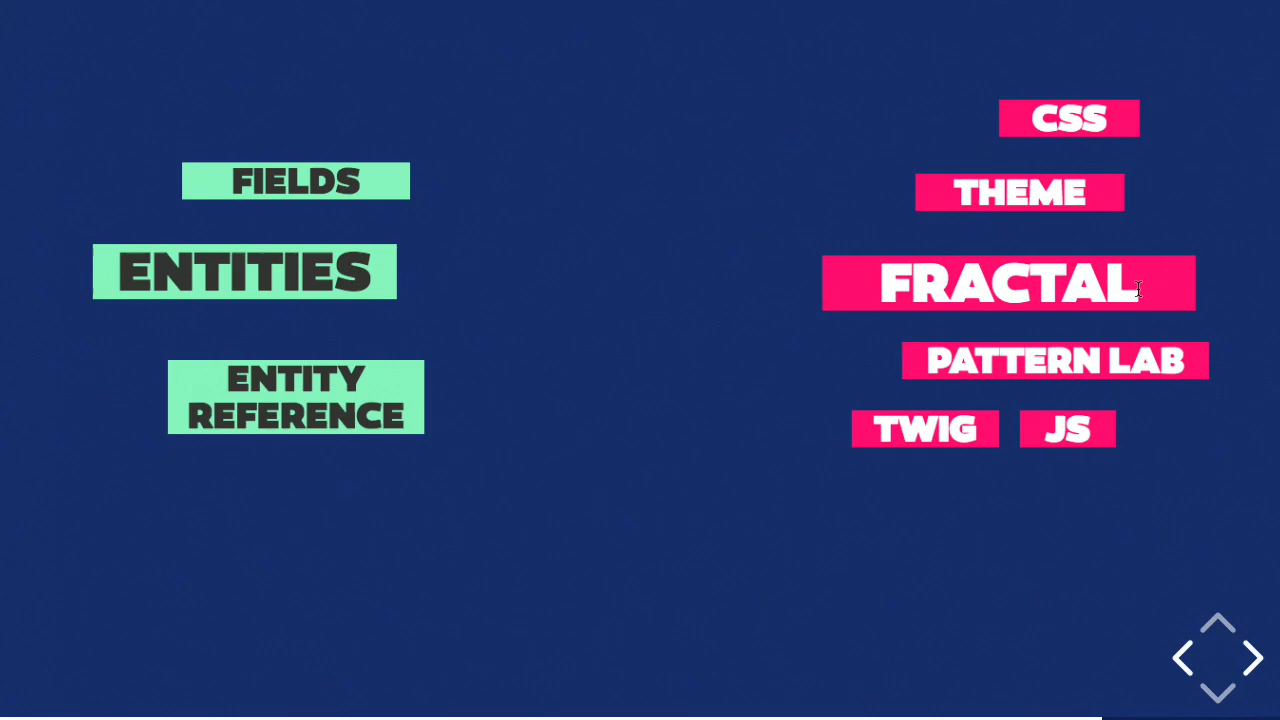 FIELDS
ENTITIES
ENTITY
REFERENCE
CSS
THEME
FRACTAL
PATTERN LAB
TWIG
JS